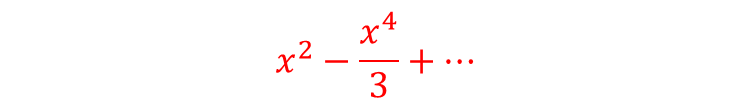 x² − x⁴/3 + ⋯